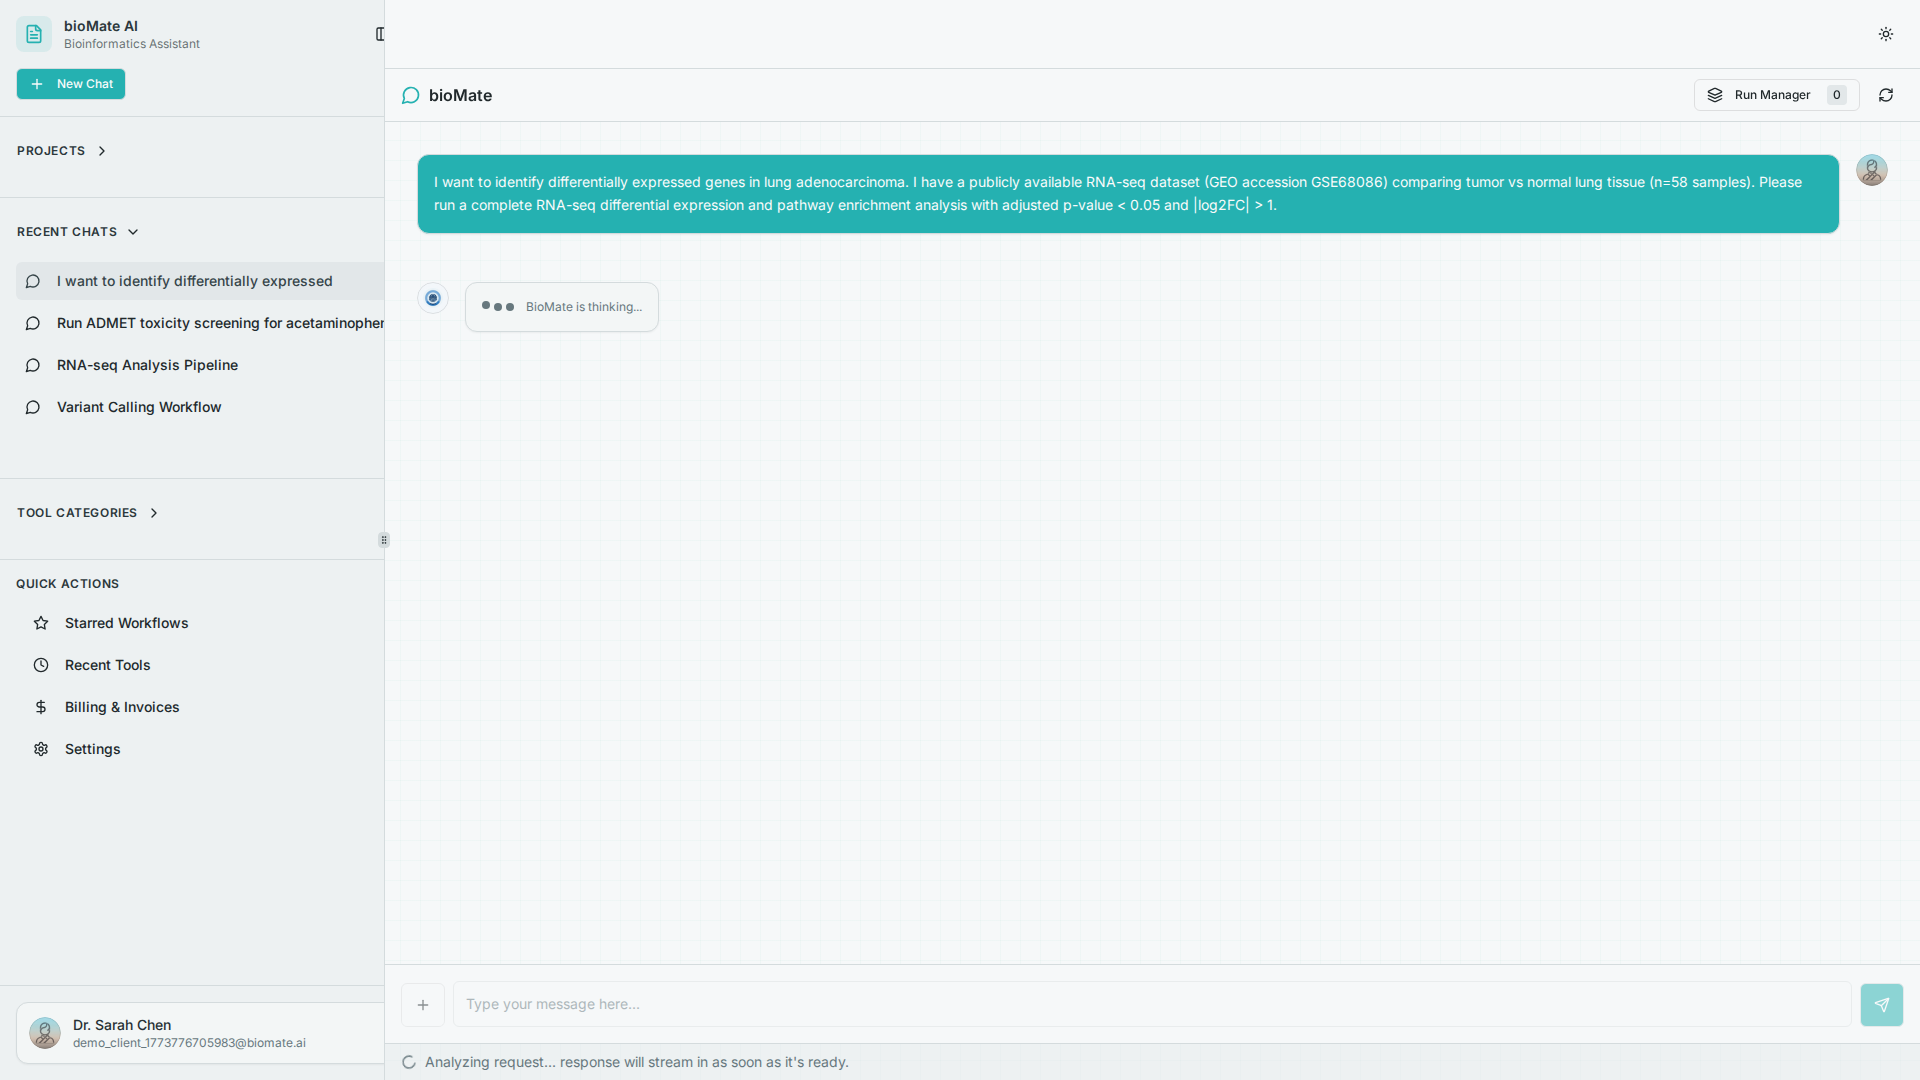 bioMate AI
Bioinformatics Assistant
New Chat
PROJECTS
RECENT CHATS
I want to identify differentially expressed
Run ADMET toxicity screening for acetaminophen
RNA-seq Analysis Pipeline
Variant Calling Workflow
TOOL CATEGORIES
QUICK ACTIONS
Starred Workflows
Recent Tools
Billing & Invoices
Settings
Dr. Sarah Chen
demo_client_1773776705983@biomate.ai
bioMate
Run Manager 0
I want to identify differentially expressed genes in lung adenocarcinoma. I have a publicly available RNA-seq dataset (GEO accession GSE68086) comparing tumor vs normal lung tissue (n=58 samples). Please
run a complete RNA-seq differential expression and pathway enrichment analysis with adjusted p-value < 0.05 and |log2FC| > 1.
BioMate is thinking...
Type your message here...
Analyzing request... response will stream in as soon as it's ready.